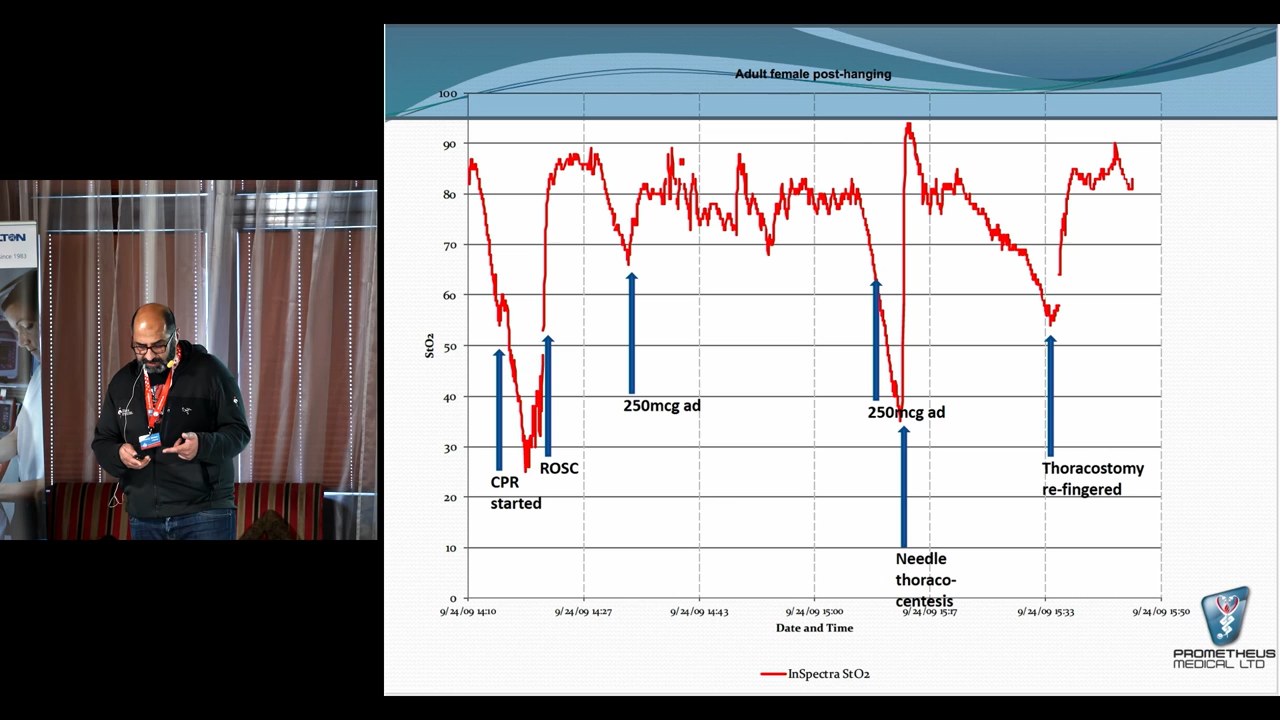 LTON
since 1983
Adult female post-hanging
100
90
80
70
60
50
40
30
20
10
0
StO2
250mcg ad
250mcg ad
CPR
started
ROSC
Thoracostomy
re-fingered
Needle
thoraco-
centesis
9/24/09 14:10
9/24/09 14:27
9/24/09 14:43
9/24/09 15:00
9/24/09 15:17
9/24/09 15:33
9/24/09 15:50
Date and Time
InSpectra StO2
PROMETHEUS
MEDICAL LTD